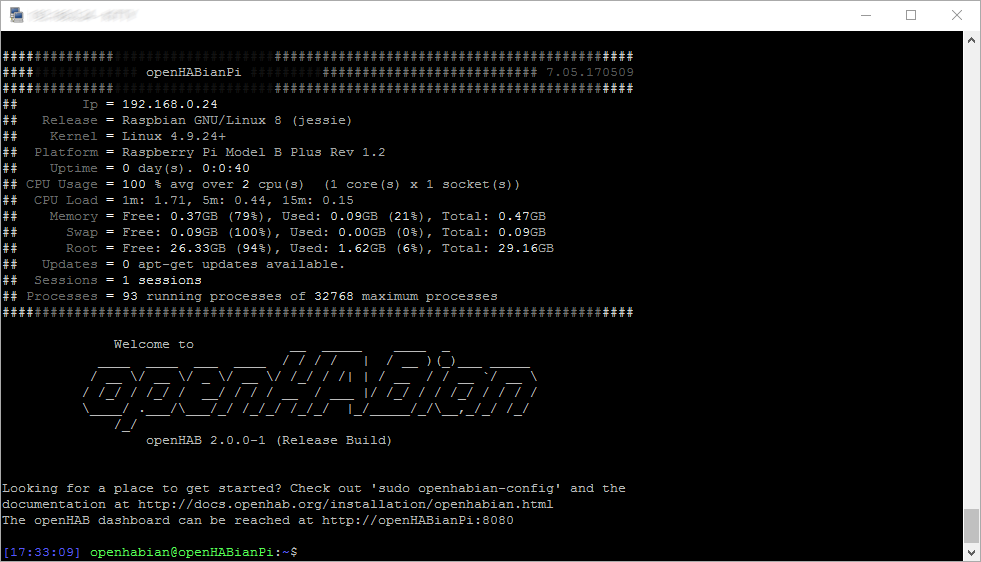 openHABianPi 7.05.170509
## Ip = 192.168.0.24
## Release = Raspbian GNU/Linux 8 (jessie)
## Kernel = Linux 4.9.24+
## Platform = Raspberry Pi Model B Plus Rev 1.2
## Uptime = 0 day(s). 0:0:40
## CPU Usage = 100 % avg over 2 cpu(s) (1 core(s) x 1 socket(s))
## CPU Load = 1m: 1.71, 5m: 0.44, 15m: 0.15
## Memory = Free: 0.37GB (79%), Used: 0.09GB (21%), Total: 0.47GB
## Swap = Free: 0.09GB (100%), Used: 0.00GB (0%), Total: 0.09GB
## Root = Free: 26.33GB (94%), Used: 1.62GB (6%), Total: 29.16GB
## Updates = 0 apt-get updates available.
## Sessions = 1 sessions
## Processes = 93 running processes of 32768 maximum processes
Welcome to
openHABian
openHAB 2.0.0-1 (Release Build)
Looking for a place to get started? Check out 'sudo openhabian-config' and the
documentation at http://docs.openhab.org/installation/openhabian.html
The openHAB dashboard can be reached at http://openHABianPi:8080
[17:33:09] openhabian@openHABianPi:~$